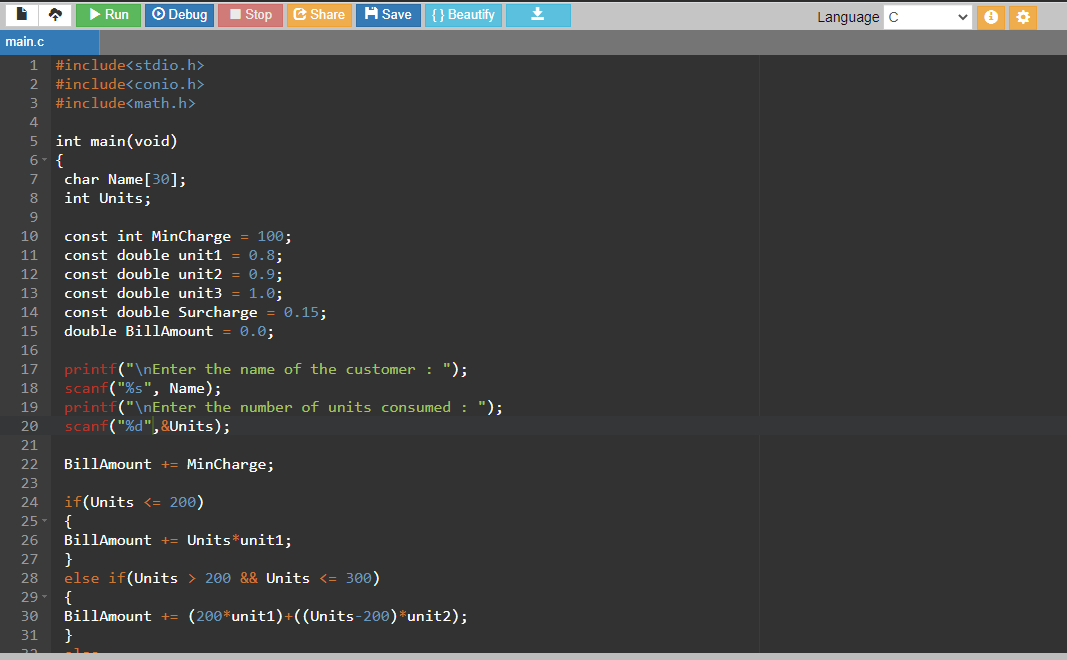 Run Debug Stop Share Save { } Beautify Language C
main.c
1 #include<stdio.h>
2 #include<conio.h>
3 #include<math.h>
4
5 int main(void)
6 {
7 char Name[30];
8 int Units;
9
10 const int MinCharge = 100;
11 const double unit1 = 0.8;
12 const double unit2 = 0.9;
13 const double unit3 = 1.0;
14 const double Surcharge = 0.15;
15 double BillAmount = 0.0;
16
17 printf("\nEnter the name of the customer : ");
18 scanf("%s", Name);
19 printf("\nEnter the number of units consumed : ");
20 scanf("%d",&Units);
21
22 BillAmount += MinCharge;
23
24 if(Units <= 200)
25 {
26 BillAmount += Units*unit1;
27 }
28 else if(Units > 200 && Units <= 300)
29 {
30 BillAmount += (200*unit1)+((Units-200)*unit2);
31 }
32 else